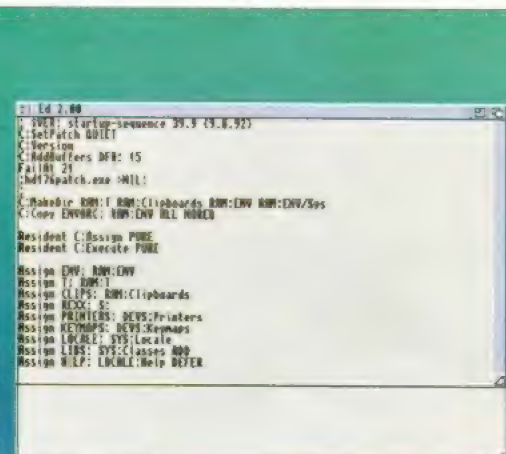 Ed 2.00
; $VER: startup-sequence 39.9 (9.8.92)
C:SetPatch QUIET
C:Version
C:AddBuffers DF0: 15
FailAt 21
:hd176patch.exe >NIL:
C:MakeDir RAM:T RAM:Clipboards RAM:ENV RAM:ENV/Sys
C:Copy ENVARC: RAM:ENV ALL NOREQ
Resident C:Assign PURE
Resident C:Execute PURE
Assign ENV: RAM:ENV
Assign T: RAM:T
Assign CLIPS: RAM:Clipboards
Assign REXX: S:
Assign PRINTERS: DEVS:Printers
Assign KEYMAPS: DEVS:Keymaps
Assign LOCALE: SYS:Locale
Assign LIBS: SYS:Classes ADD
Assign HELP: LOCALE:Help DEFER